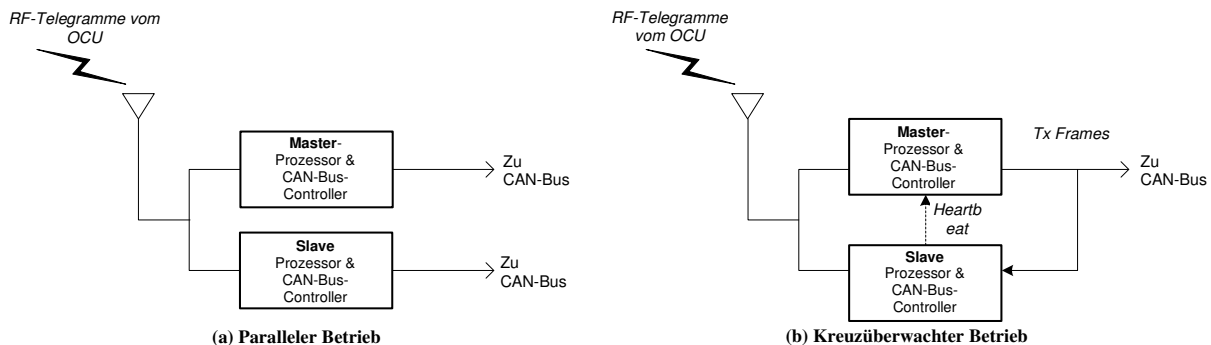 RF-Telegramme vom
OCU
Master-
Prozessor &
CAN-Bus-
Controller
Zu
CAN-Bus
Slave
Prozessor &
CAN-Bus-
Controller
Zu
CAN-Bus
(a) Paralleler Betrieb
RF-Telegramme
vom OCU
Master-
Prozessor &
CAN-Bus-
Controller
Tx Frames
Zu
CAN-Bus
Heartb
eat
Slave
Prozessor &
CAN-Bus-
Controller
(b) Kreuzüberwachter Betrieb